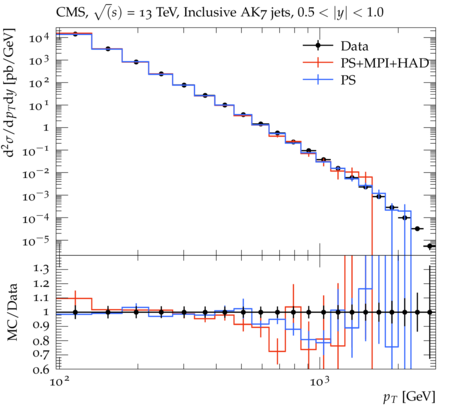 CMS, √(s) = 13 TeV, Inclusive AK7 jets, 0.5 < |y| < 1.0
d²σ/dp_T dy [pb/GeV]
10⁴
10³
10²
10¹
1
10⁻¹
10⁻²
10⁻³
10⁻⁴
10⁻⁵
Data
PS+MPI+HAD
PS
MC/Data
1.3
1.2
1.1
1
0.9
0.8
0.7
0.6
10²
10³
p_T [GeV]